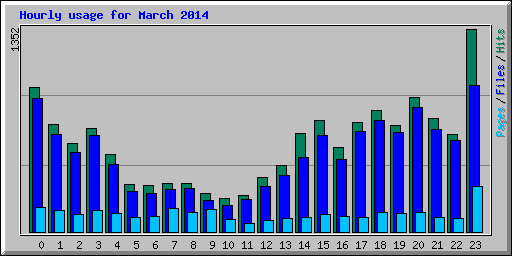 Hourly usage for March 2014
1352
Pages/Files/Hits
0 1 2 3 4 5 6 7 8 9 10 11 12 13 14 15 16 17 18 19 20 21 22 23